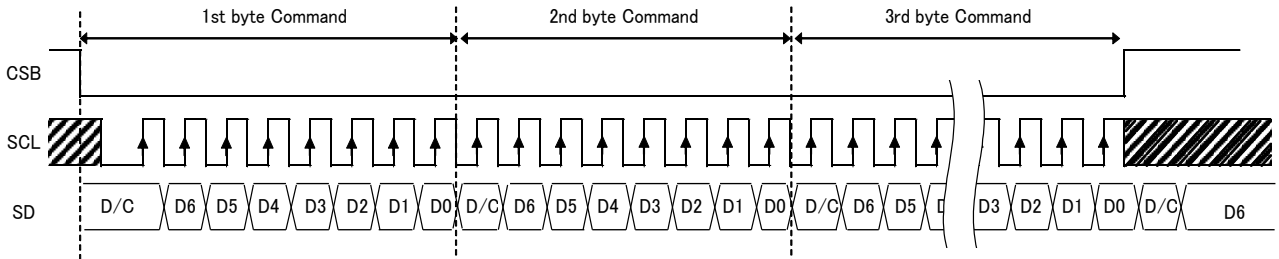 1st byte Command 2nd byte Command 3rd byte Command
CSB
SCL
SD D/C D6 D5 D4 D3 D2 D1 D0 D/C D6 D5 D4 D3 D2 D1 D0 D/C D6 D5 D3 D2 D1 D0 D/C D6